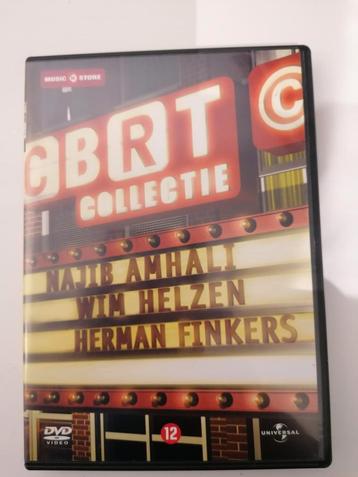 MUSIC STORE
CBRT ©
COLLECTIE
NAJIB AMHALI
WIM HELZEN
HERMAN FINKERS
DVD
VIDEO
12
UNIVERSAL